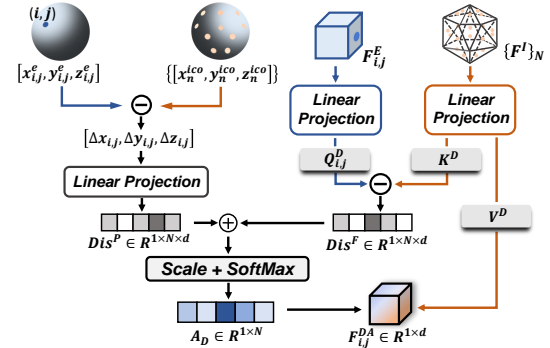 (i, j)
[x^e_{i,j}, y^e_{i,j}, z^e_{i,j}]
{[x^{ico}_n, y^{ico}_n, z^{ico}_n]}
F^E_{i,j}
{F^I}_N
[Δx_{i,j}, Δy_{i,j}, Δz_{i,j}]
Linear Projection
Linear
Projection
Linear
Projection
Q^D_{i,j}
K^D
V^D
Dis^P ∈ R^{1×N×d}
Dis^F ∈ R^{1×N×d}
Scale + SoftMax
A_D ∈ R^{1×N}
F^{DA}_{i,j} ∈ R^{1×d}